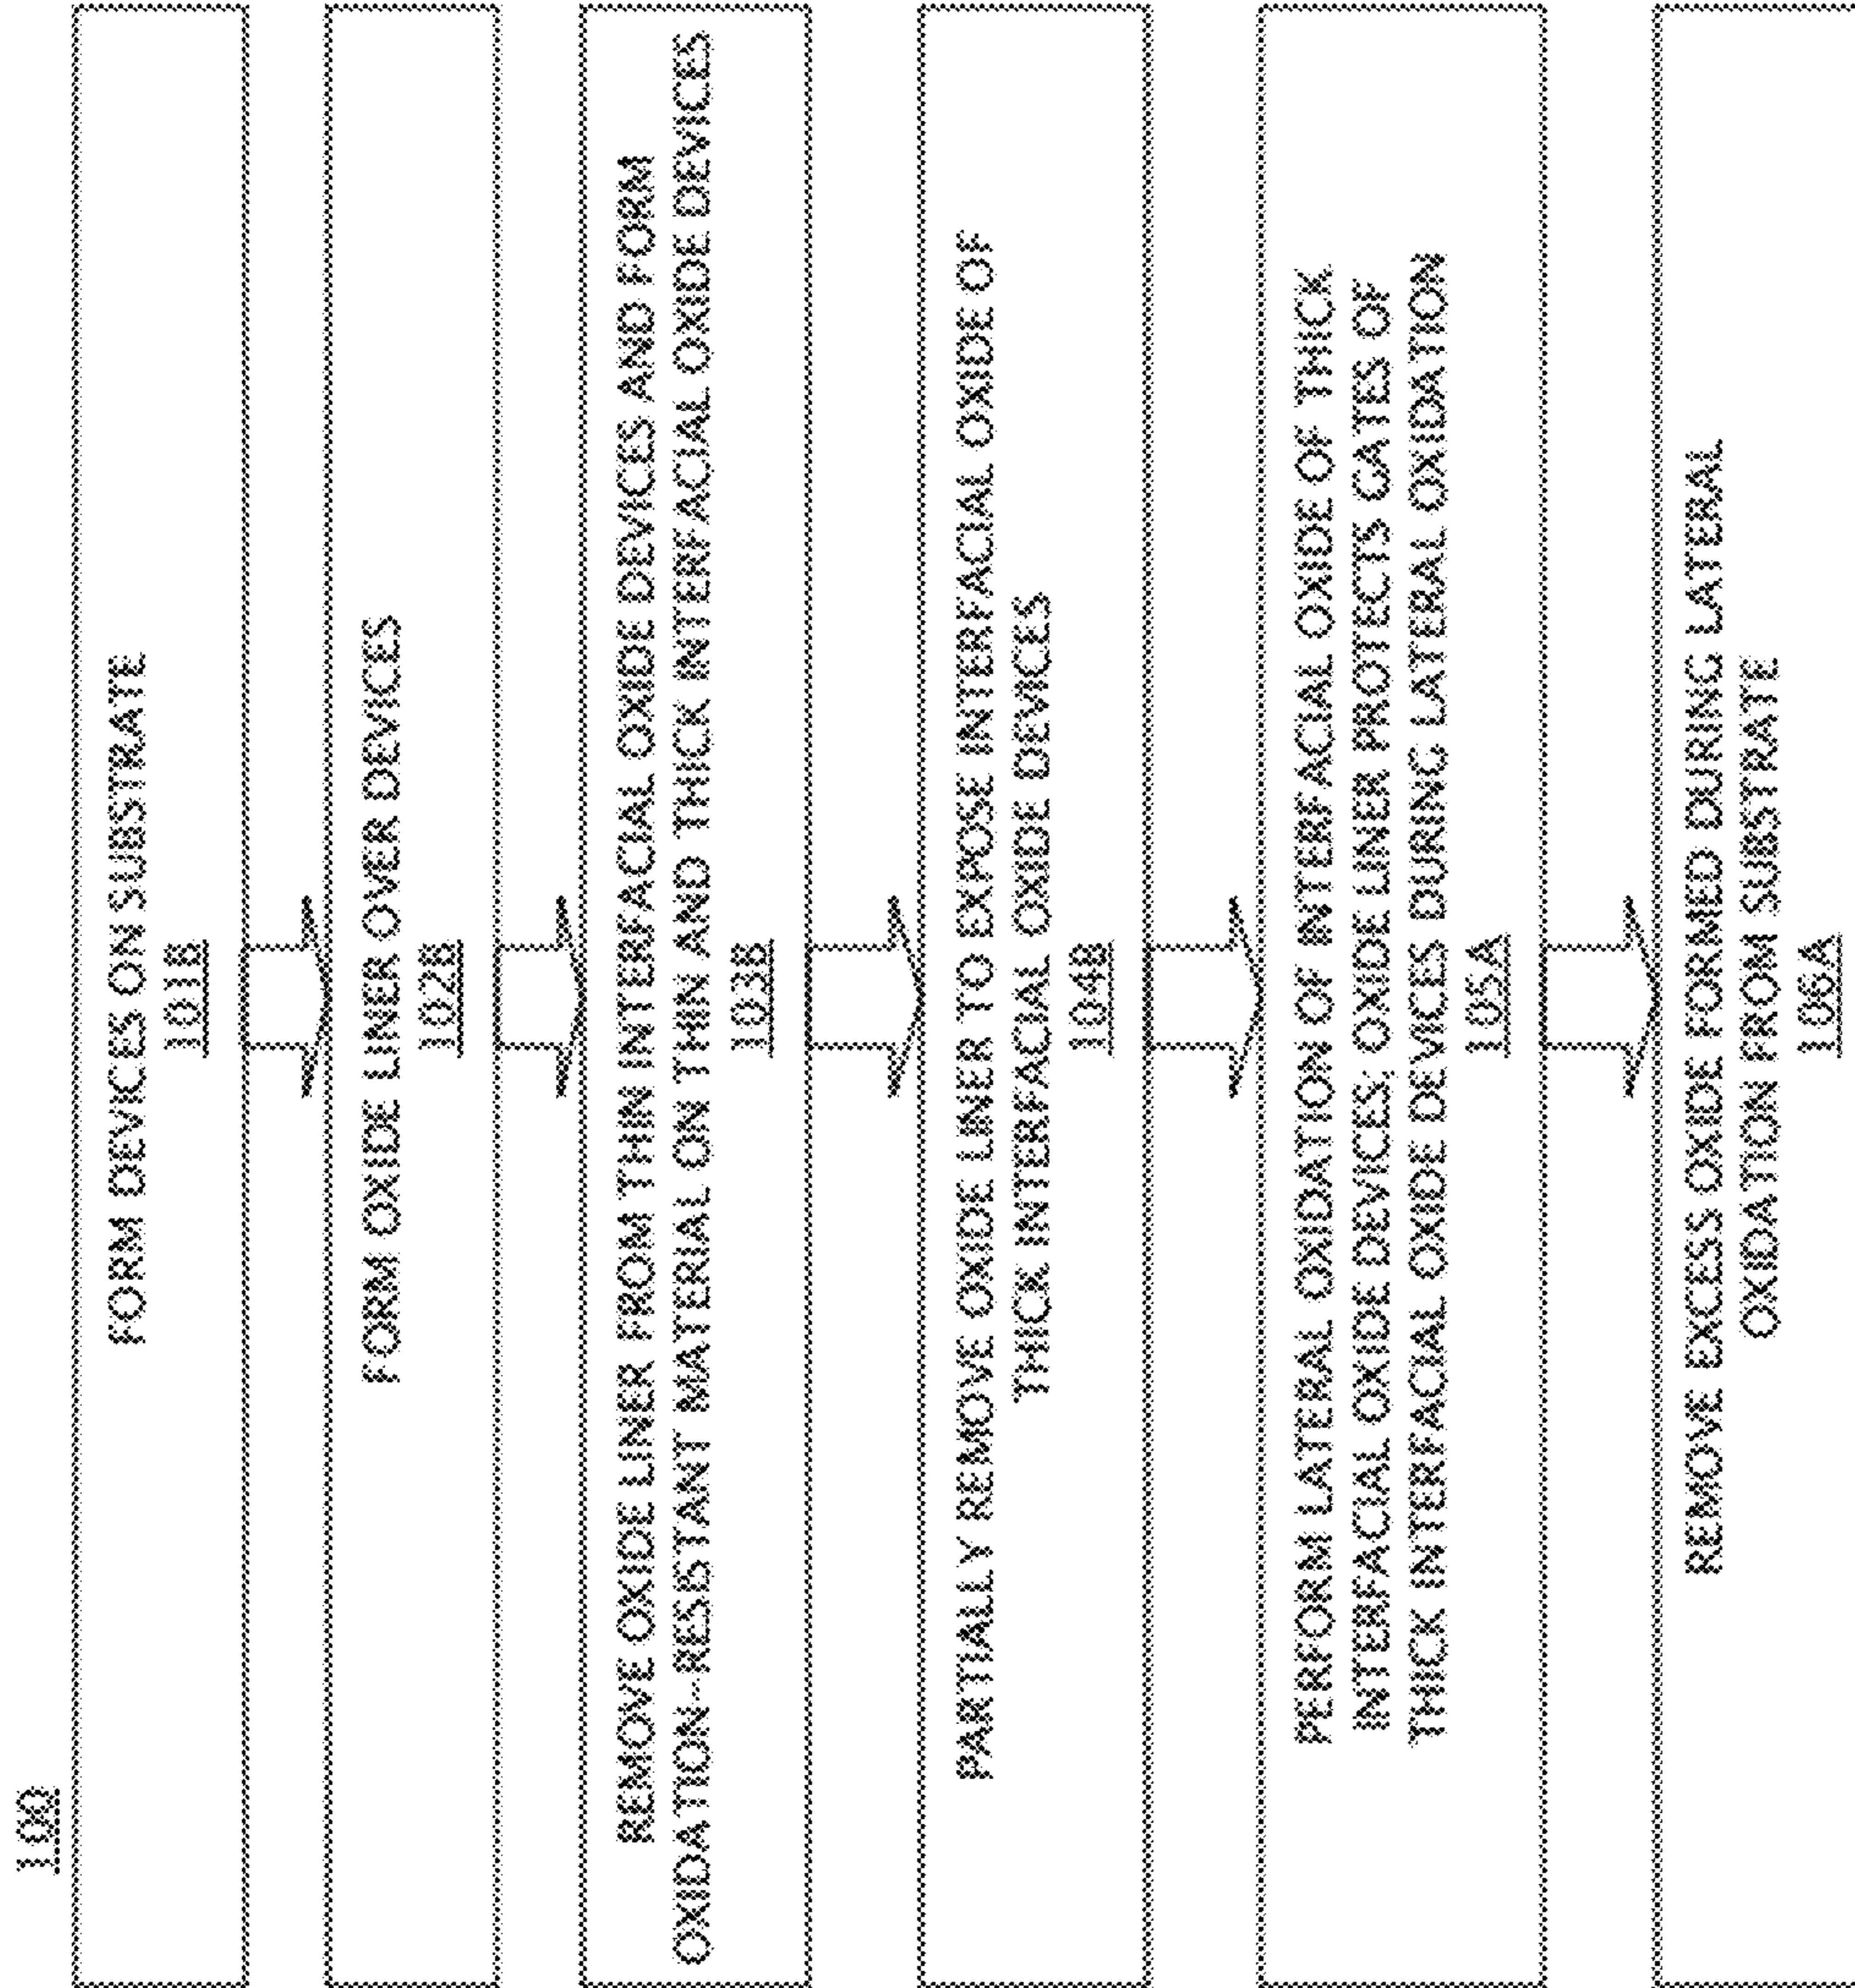 100
FORM DEVICES ON SUBSTRATE
101B
FORM OXIDE LINER OVER DEVICES
102B
REMOVE OXIDE LINER FROM THIN INTERFACIAL OXIDE DEVICES AND FORM
OXIDATION-RESISTANT MATERIAL ON THIN AND THICK INTERFACIAL OXIDE DEVICES
103B
PARTIALLY REMOVE OXIDE LINER TO EXPOSE INTERFACIAL OXIDE OF
THICK INTERFACIAL OXIDE DEVICES
104B
PERFORM LATERAL OXIDATION OF INTERFACIAL OXIDE OF THICK
INTERFACIAL OXIDE DEVICES; OXIDE LINER PROTECTS GATES OF
THICK INTERFACIAL OXIDE DEVICES DURING LATERAL OXIDATION
105A
REMOVE EXCESS OXIDE FORMED DURING LATERAL
OXIDATION FROM SUBSTRATE
106A